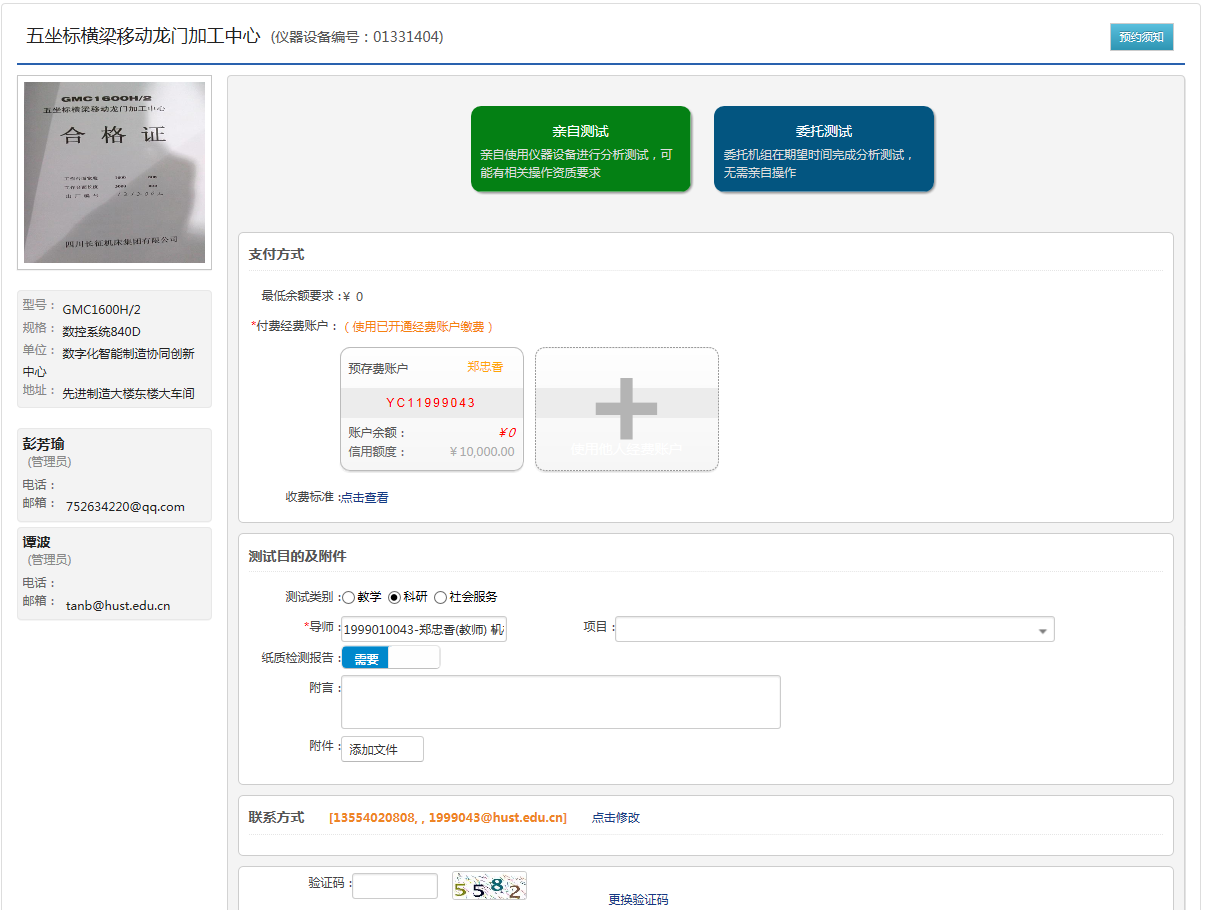 五坐标横梁移动龙门加工中心 (仪器设备编号：01331404)
预约须知
GMC1600H/2
五坐标横梁移动龙门加工中心
合格证
四川长征机床集团有限公司
型号： GMC1600H/2
规格： 数控系统840D
单位： 数字化智能制造协同创新
中心
地址： 先进制造大楼东楼大车间
彭芳瑜
(管理员)
电话：
邮箱： 752634220@qq.com
谭波
(管理员)
电话：
邮箱： tanb@hust.edu.cn
亲自测试
亲自使用仪器设备进行分析测试，可
能有相关操作资质要求
委托测试
委托机组在期望时间完成分析测试，
无需亲自操作
支付方式
最低余额要求：¥ 0
*付费经费账户：（使用已开通经费账户缴费）
预存费账户 郑忠香
YC11999043
账户余额： ¥0
信用额度： ¥10,000.00
使用他人经费账户
收费标准：点击查看
测试目的及附件
测试类别：教学 科研 社会服务
*导师：1999010043-郑忠香(教师) 机 项目：
纸质检测报告：需要
附言：
附件：添加文件
联系方式 [13554020808, , 1999043@hust.edu.cn] 点击修改
验证码： 5582 更换验证码